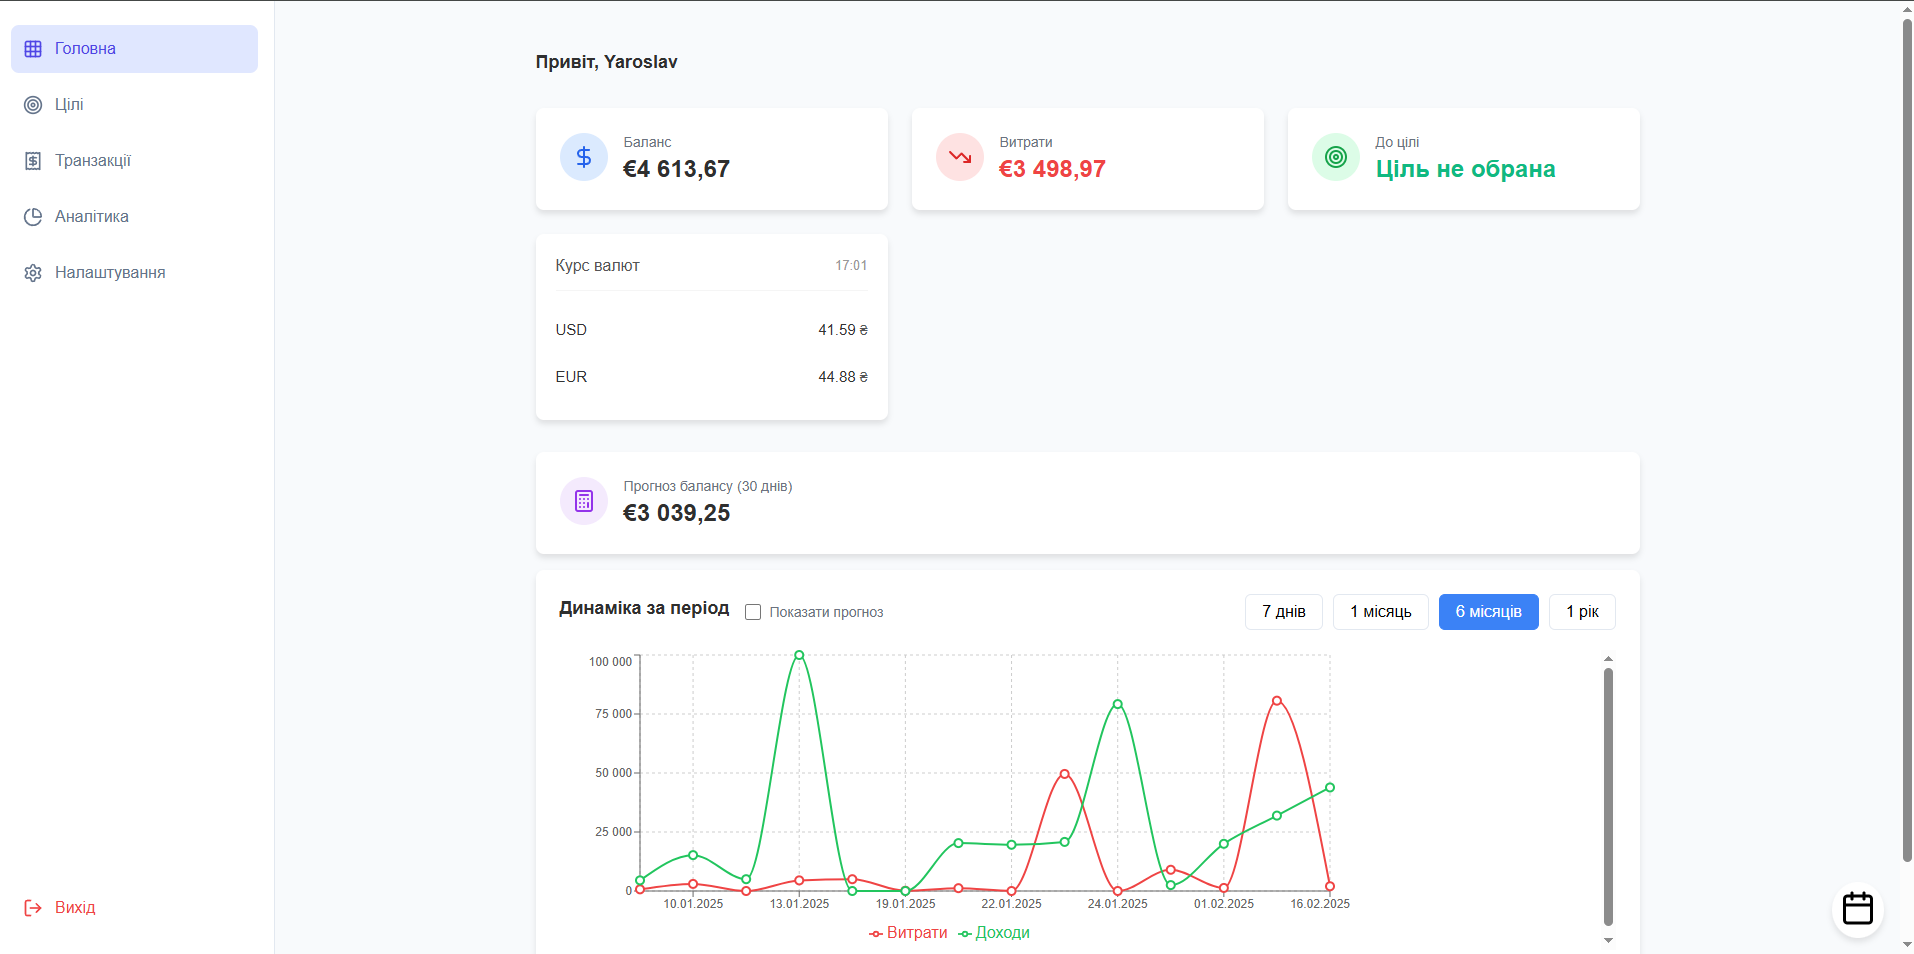 Головна
Цілі
Транзакції
Аналітика
Налаштування
Вихід
Привіт, Yaroslav
Баланс
€4 613,67
Витрати
€3 498,97
До цілі
Ціль не обрана
Курс валют 17:01
USD 41.59 ₴
EUR 44.88 ₴
Прогноз балансу (30 днів)
€3 039,25
Динаміка за період Показати прогноз 7 днів 1 місяць 6 місяців 1 рік
100 000
75 000
50 000
25 000
0
10.01.2025 13.01.2025 19.01.2025 22.01.2025 24.01.2025 01.02.2025 16.02.2025
Витрати Доходи